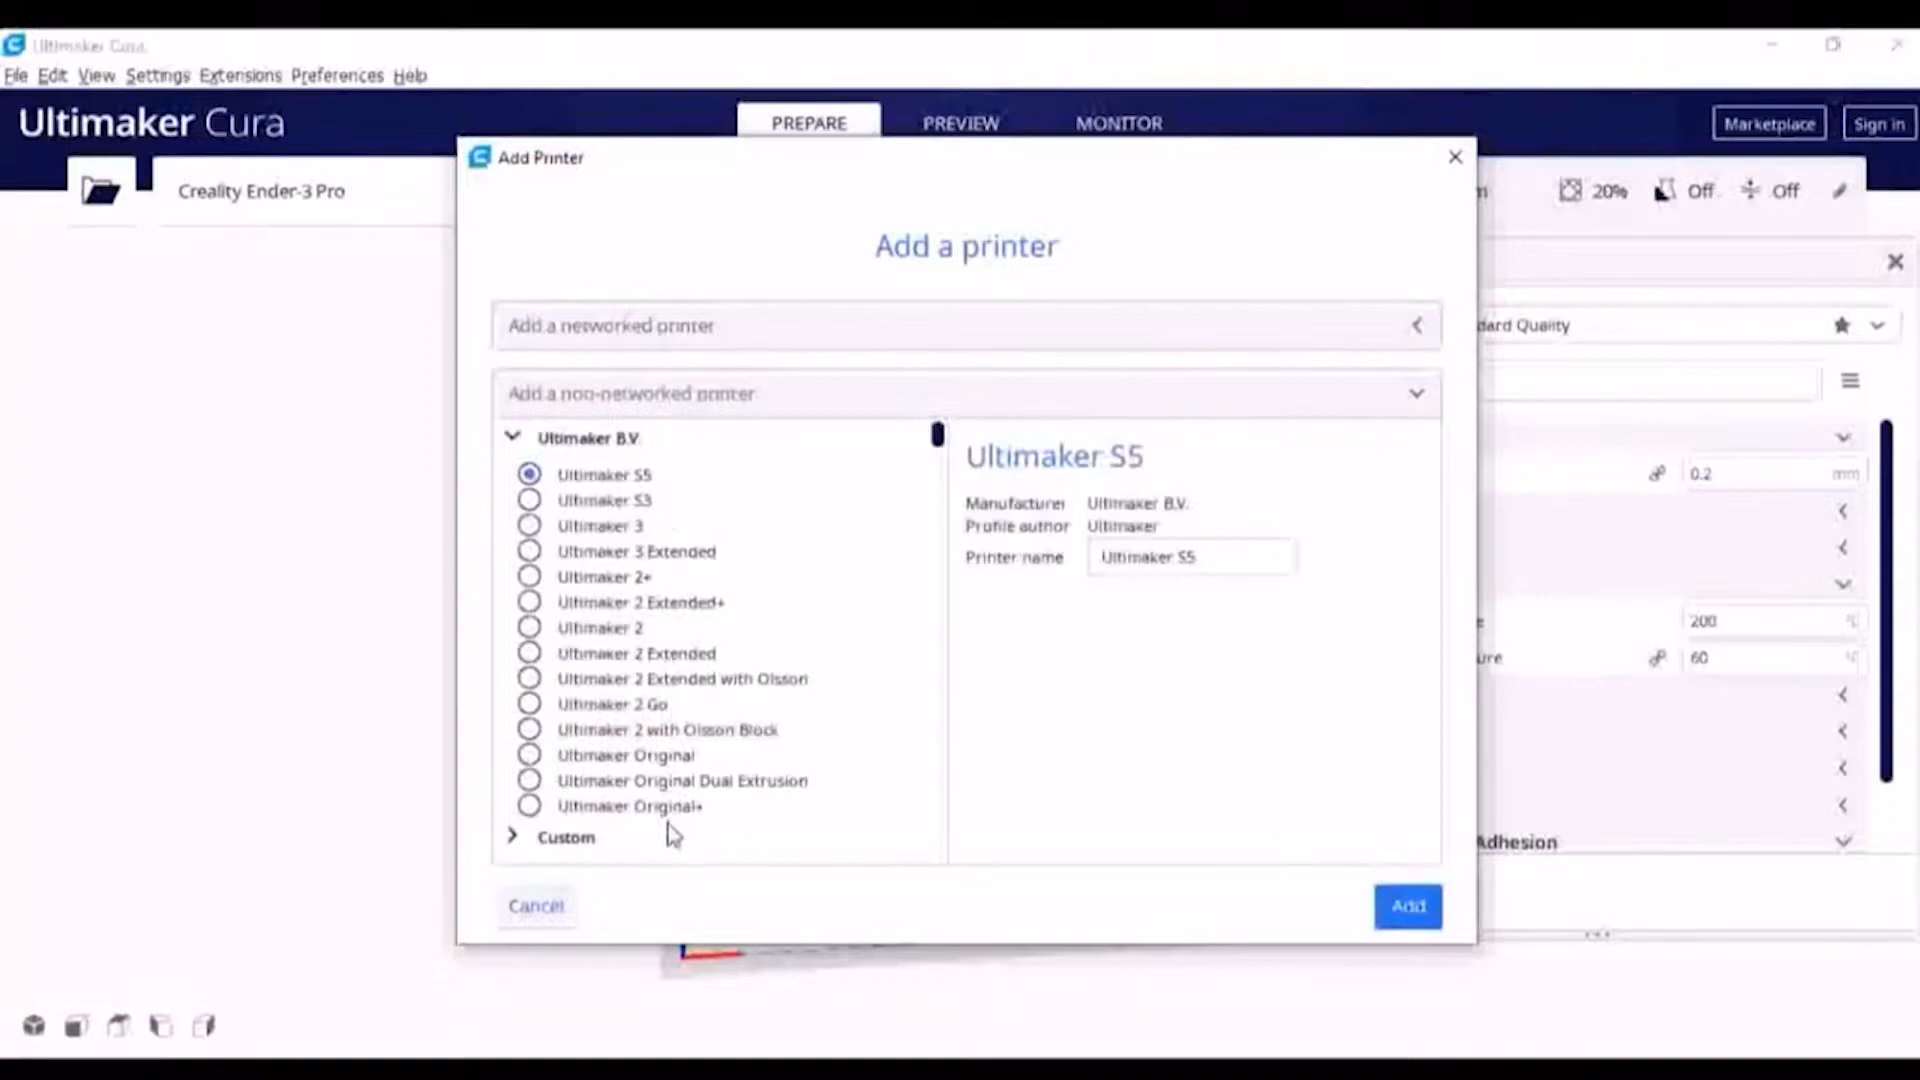 Ultimaker Cura
File Edit View Settings Extensions Preferences Help
Ultimaker Cura
PREPARE
PREVIEW
MONITOR
Marketplace
Sign in
Add Printer
Creality Ender-3 Pro
20%
Off
Off
Add a printer
Add a networked printer
dard Quality
Add a non-networked printer
Ultimaker B.V.
Ultimaker S5
Ultimaker S3
Ultimaker 3
Ultimaker 3 Extended
Ultimaker 2+
Ultimaker 2 Extended+
Ultimaker 2
Ultimaker 2 Extended
Ultimaker 2 Extended with Olsson
Ultimaker 2 Go
Ultimaker 2 with Olsson Block
Ultimaker Original
Ultimaker Original Dual Extrusion
Ultimaker Original+
Custom
Ultimaker S5
Manufacturer Ultimaker B.V.
Profile author Ultimaker
Printer name Ultimaker S5
0.2 mm
200
ure 60
Adhesion
Cancel
Add